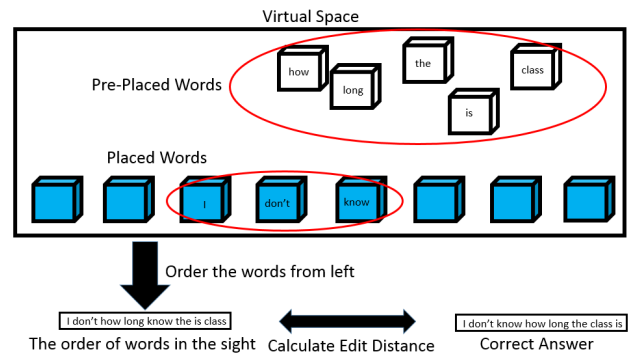 Virtual Space
how
the
class
Pre-Placed Words
long
is
Placed Words
I
don't
know
Order the words from left
I don't how long know the is class
I don't know how long the class is
The order of words in the sight
Calculate Edit Distance
Correct Answer